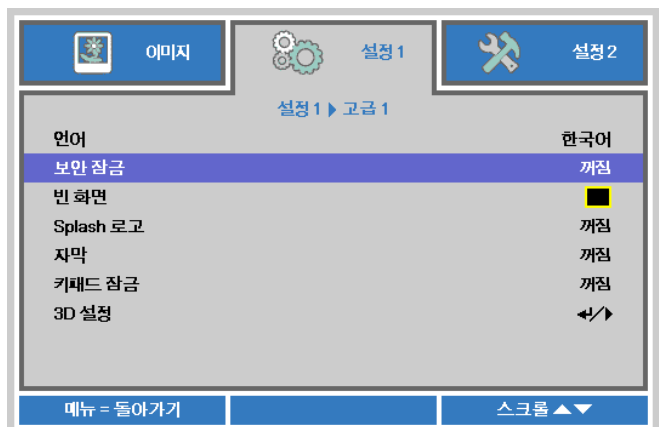 이미지
설정 1
설정 2
설정 1 ▶ 고급 1
언어 한국어
보안 잠금 꺼짐
빈 화면
Splash 로고 꺼짐
자막 꺼짐
키패드 잠금 꺼짐
3D 설정 ↵/▶
메뉴 = 돌아가기
스크롤 ▲▼